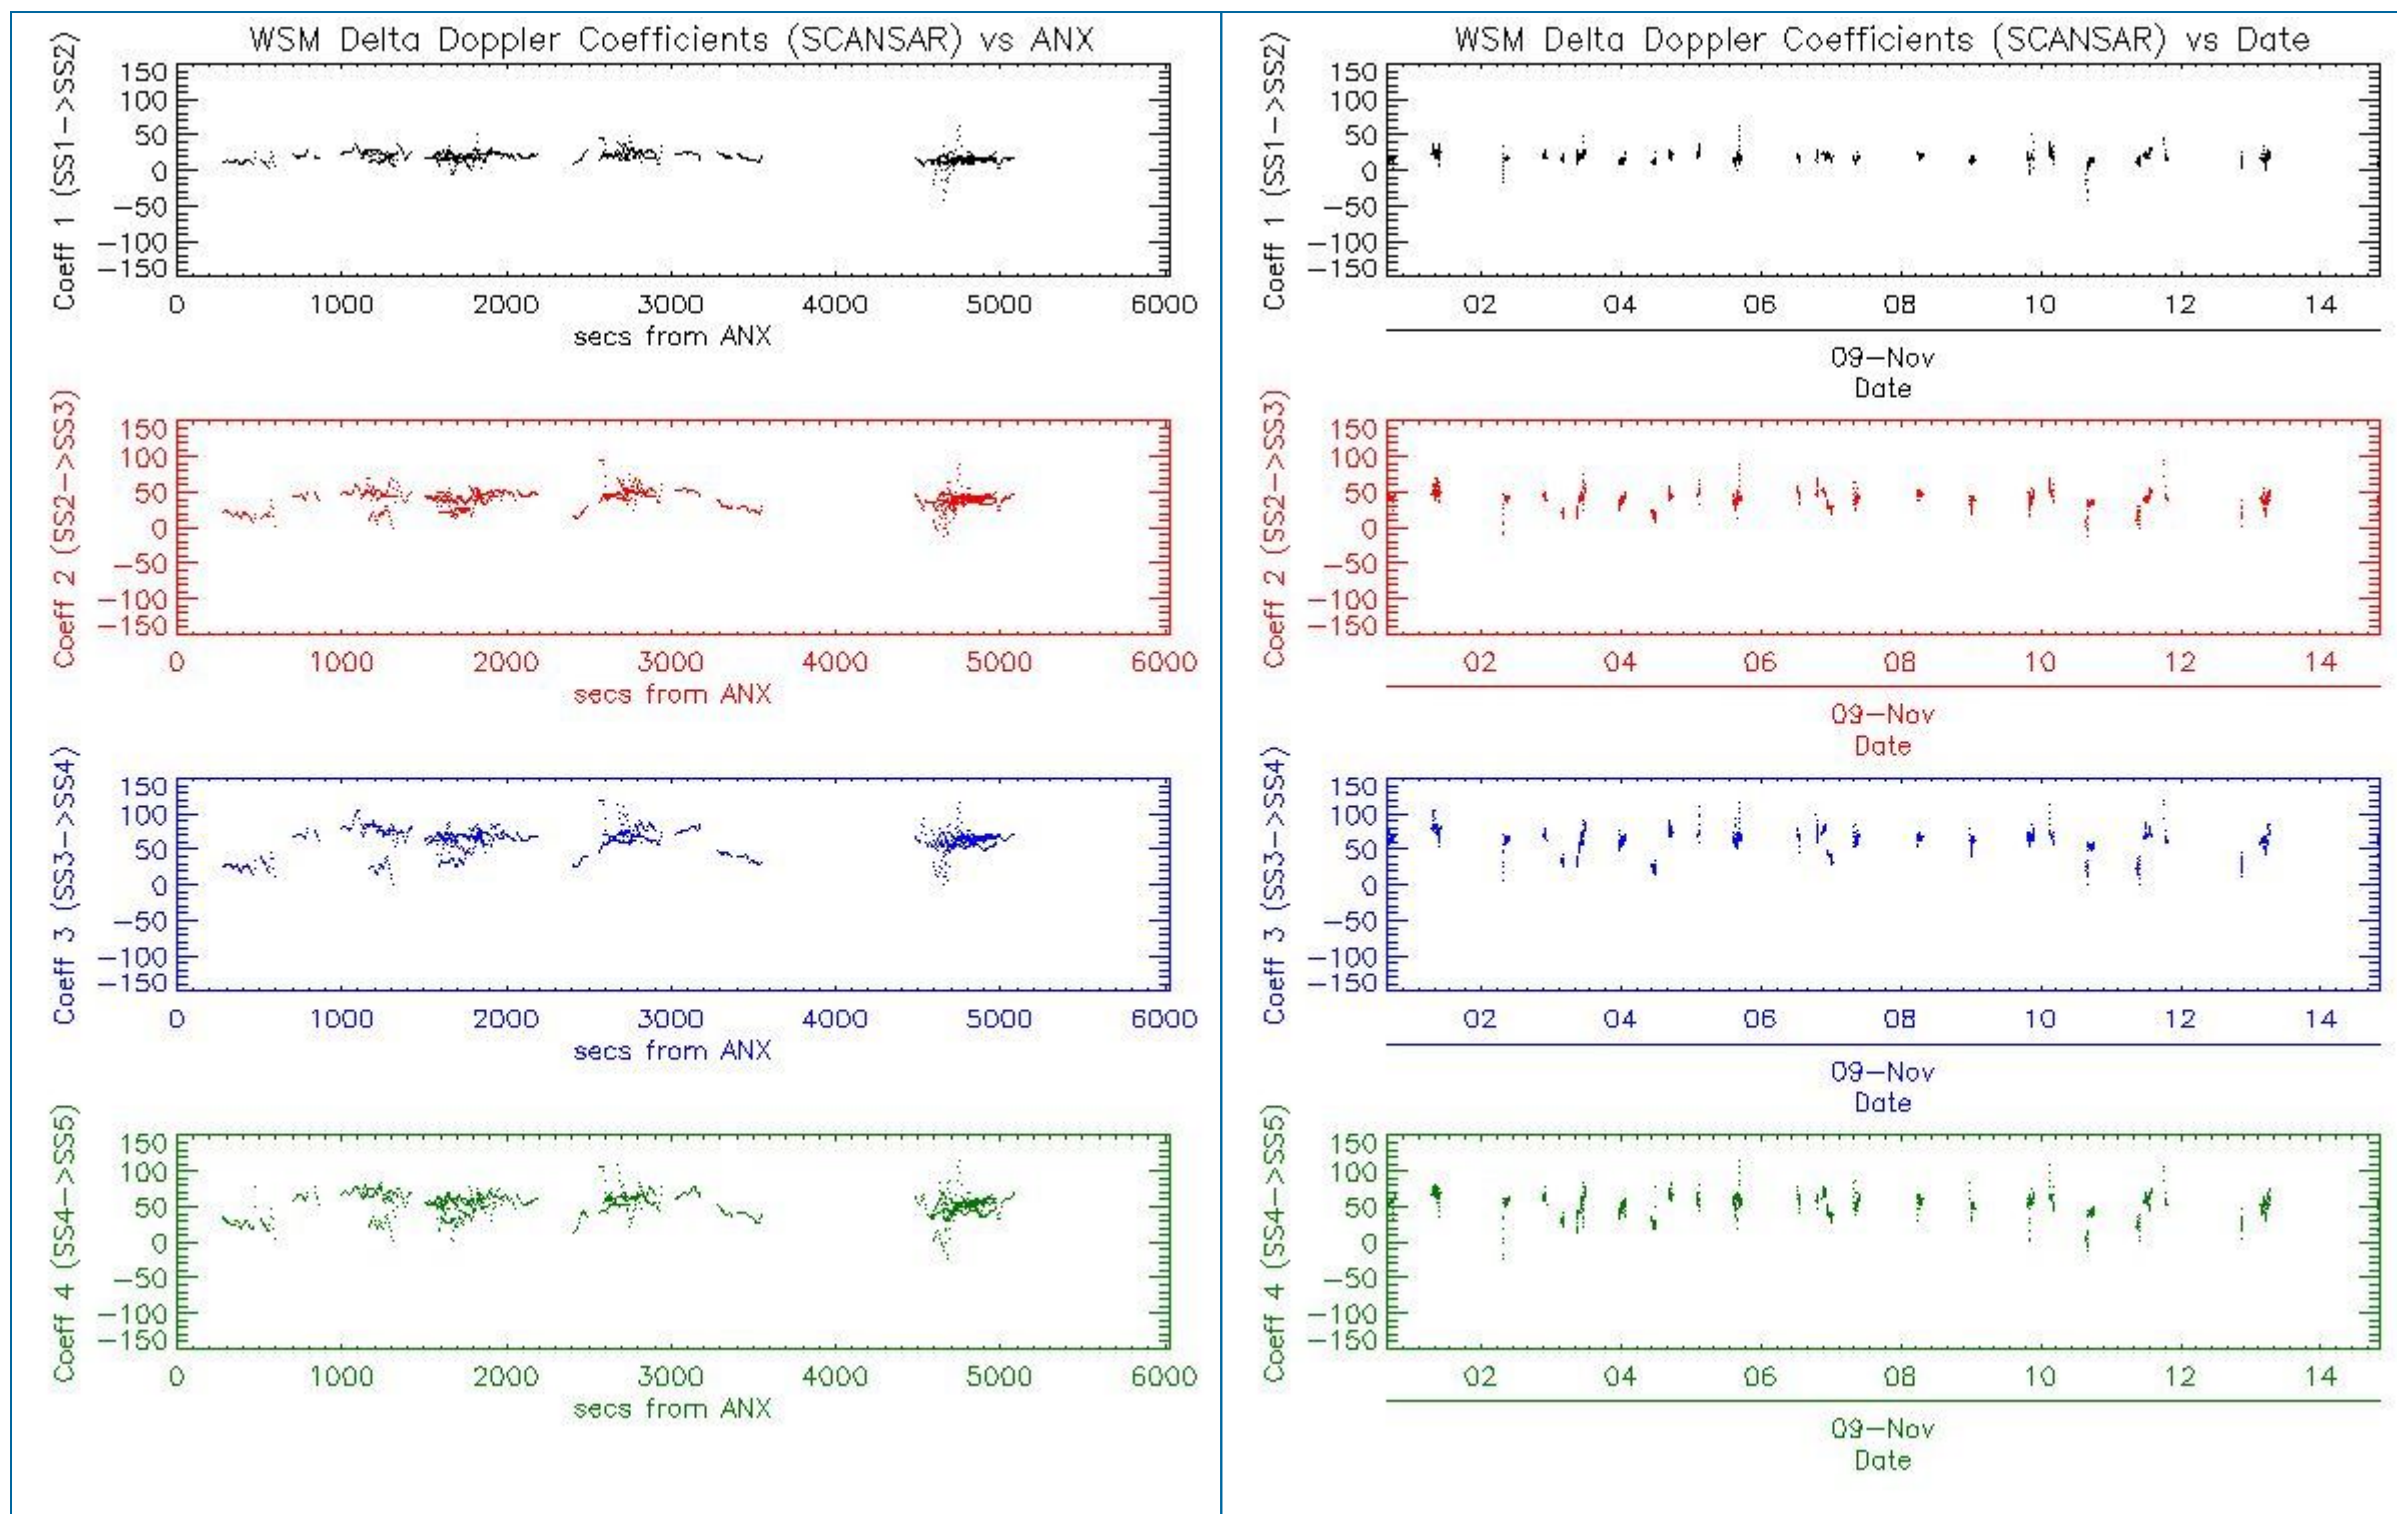 WSM Delta Doppler Coefficients (SCANSAR) vs ANX
Coeff 1 (SS1->SS2)
150
100
50
0
-50
-100
-150
0 1000 2000 3000 4000 5000 6000
secs from ANX
Coeff 2 (SS2->SS3)
150
100
50
0
-50
-100
-150
0 1000 2000 3000 4000 5000 6000
secs from ANX
Coeff 3 (SS3->SS4)
150
100
50
0
-50
-100
-150
0 1000 2000 3000 4000 5000 6000
secs from ANX
Coeff 4 (SS4->SS5)
150
100
50
0
-50
-100
-150
0 1000 2000 3000 4000 5000 6000
secs from ANX
WSM Delta Doppler Coefficients (SCANSAR) vs Date
Coeff 1 (SS1->SS2)
150
100
50
0
-50
-100
-150
02 04 06 08 10 12 14
09-Nov
Date
Coeff 2 (SS2->SS3)
150
100
50
0
-50
-100
-150
02 04 06 08 10 12 14
09-Nov
Date
Coeff 3 (SS3->SS4)
150
100
50
0
-50
-100
-150
02 04 06 08 10 12 14
09-Nov
Date
Coeff 4 (SS4->SS5)
150
100
50
0
-50
-100
-150
02 04 06 08 10 12 14
09-Nov
Date